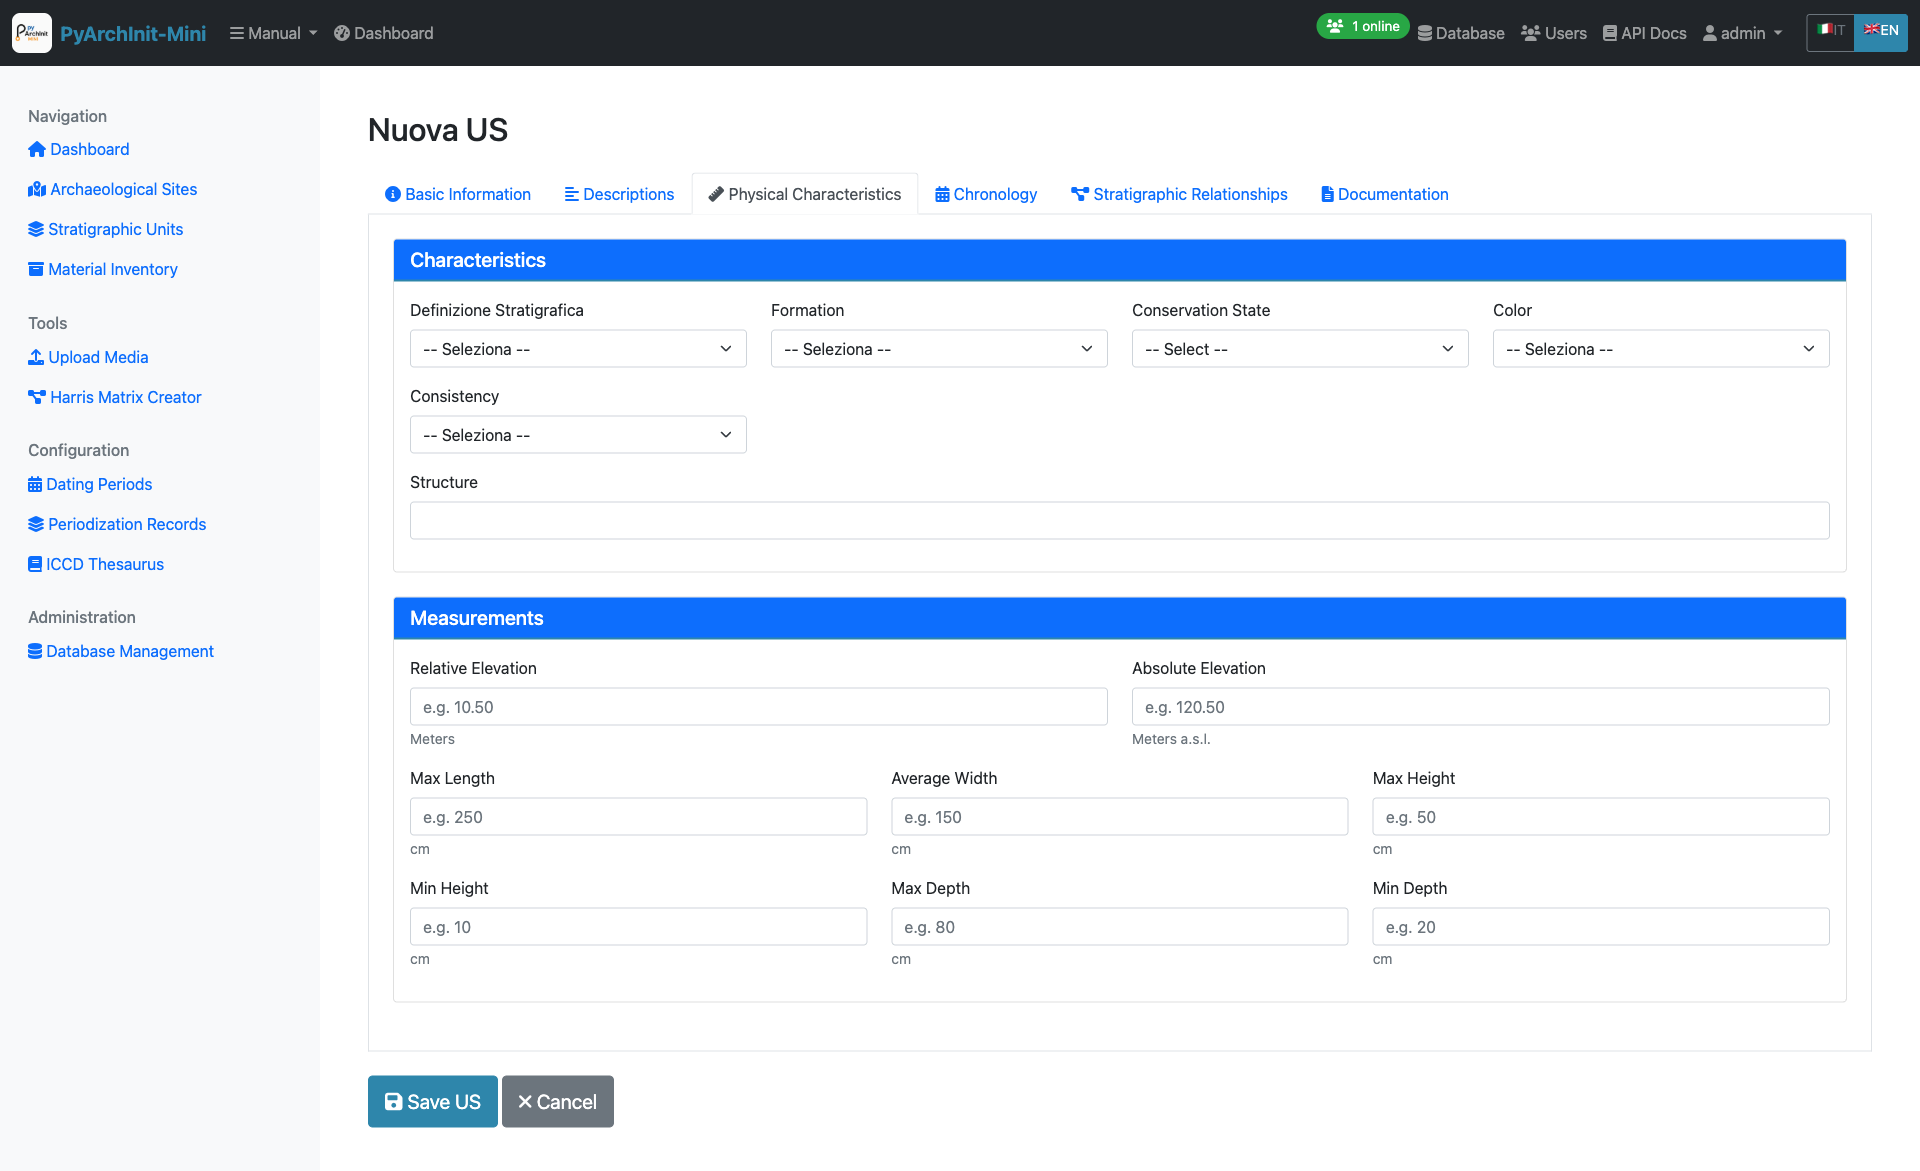 PyArchInit-Mini
Manual
Dashboard
1 online
Database
Users
API Docs
admin
IT
EN
Navigation
Dashboard
Archaeological Sites
Stratigraphic Units
Material Inventory
Tools
Upload Media
Harris Matrix Creator
Configuration
Dating Periods
Periodization Records
ICCD Thesaurus
Administration
Database Management
Nuova US
Basic Information
Descriptions
Physical Characteristics
Chronology
Stratigraphic Relationships
Documentation
Characteristics
Definizione Stratigrafica
Formation
Conservation State
Color
-- Seleziona --
-- Seleziona --
-- Select --
-- Seleziona --
Consistency
-- Seleziona --
Structure
Measurements
Relative Elevation
Absolute Elevation
e.g. 10.50
e.g. 120.50
Meters
Meters a.s.l.
Max Length
Average Width
Max Height
e.g. 250
e.g. 150
e.g. 50
cm
cm
cm
Min Height
Max Depth
Min Depth
e.g. 10
e.g. 80
e.g. 20
cm
cm
cm
Save US
Cancel